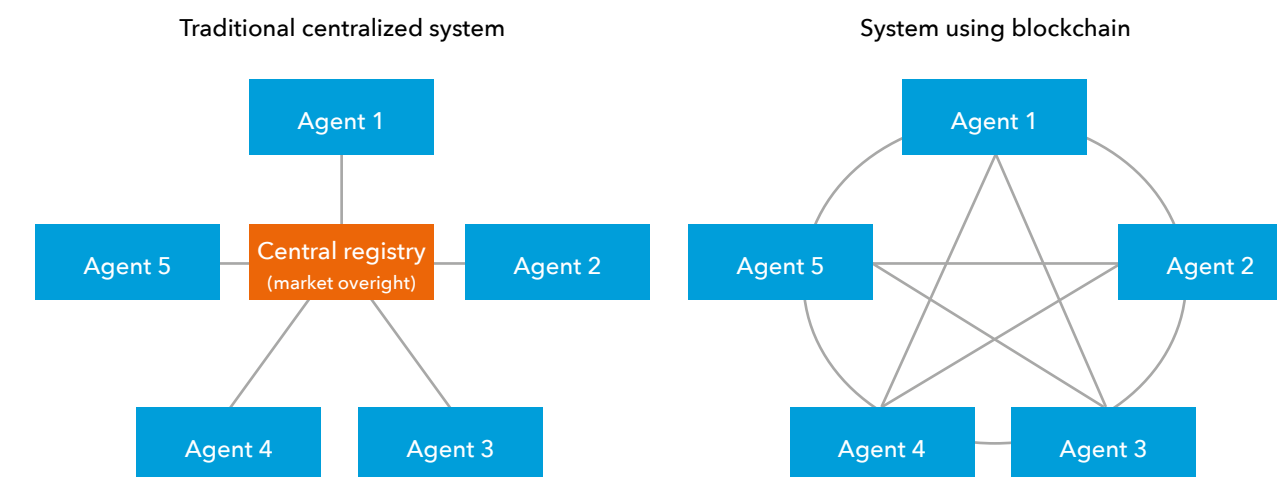 Traditional centralized system
Agent 1
Agent 5
Central registry
(market overight)
Agent 2
Agent 4
Agent 3
System using blockchain
Agent 1
Agent 5
Agent 2
Agent 4
Agent 3